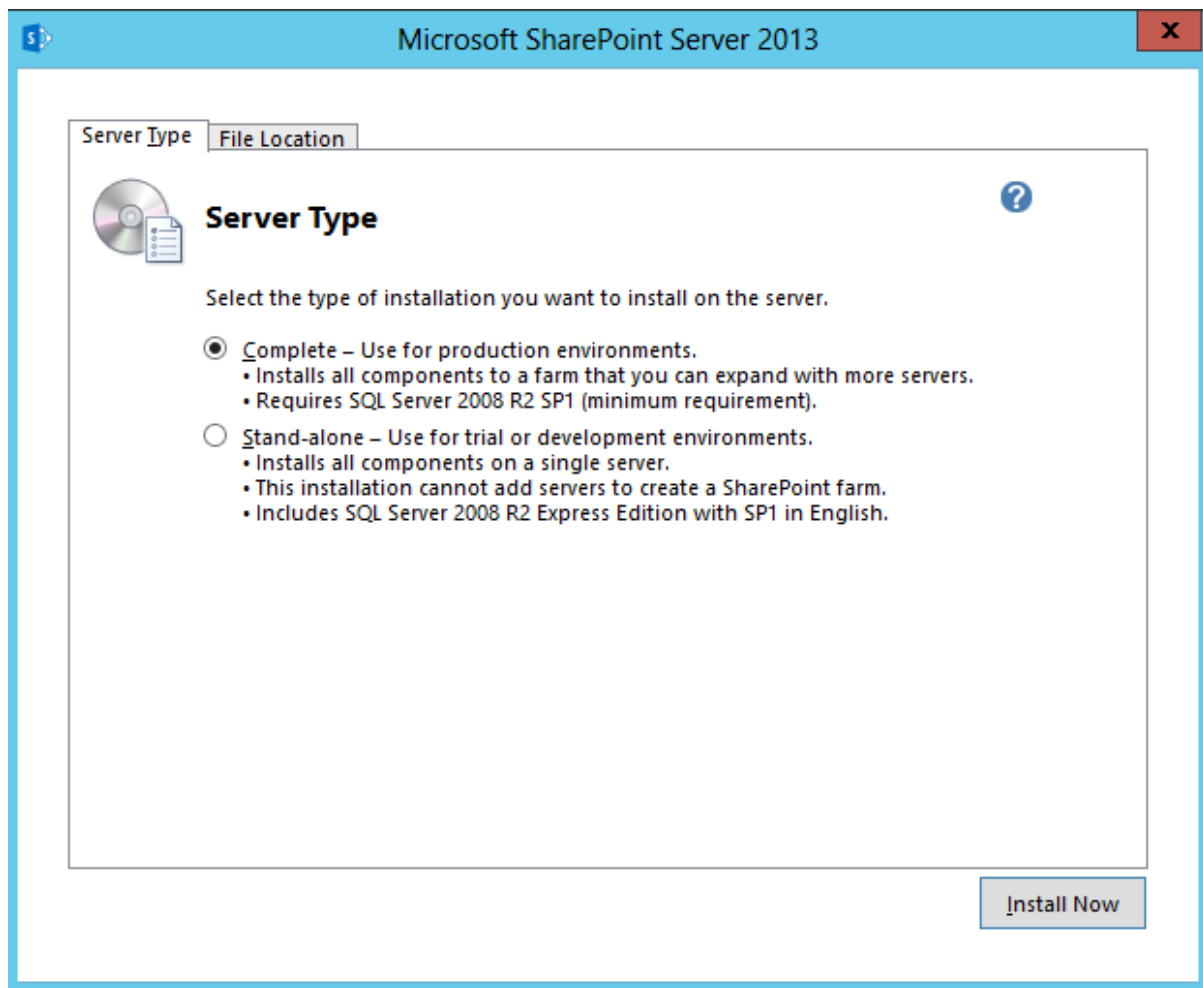 Microsoft SharePoint Server 2013
x
Server Type
File Location
Server Type
?
Select the type of installation you want to install on the server.
Complete – Use for production environments.
• Installs all components to a farm that you can expand with more servers.
• Requires SQL Server 2008 R2 SP1 (minimum requirement).
Stand-alone – Use for trial or development environments.
• Installs all components on a single server.
• This installation cannot add servers to create a SharePoint farm.
• Includes SQL Server 2008 R2 Express Edition with SP1 in English.
Install Now